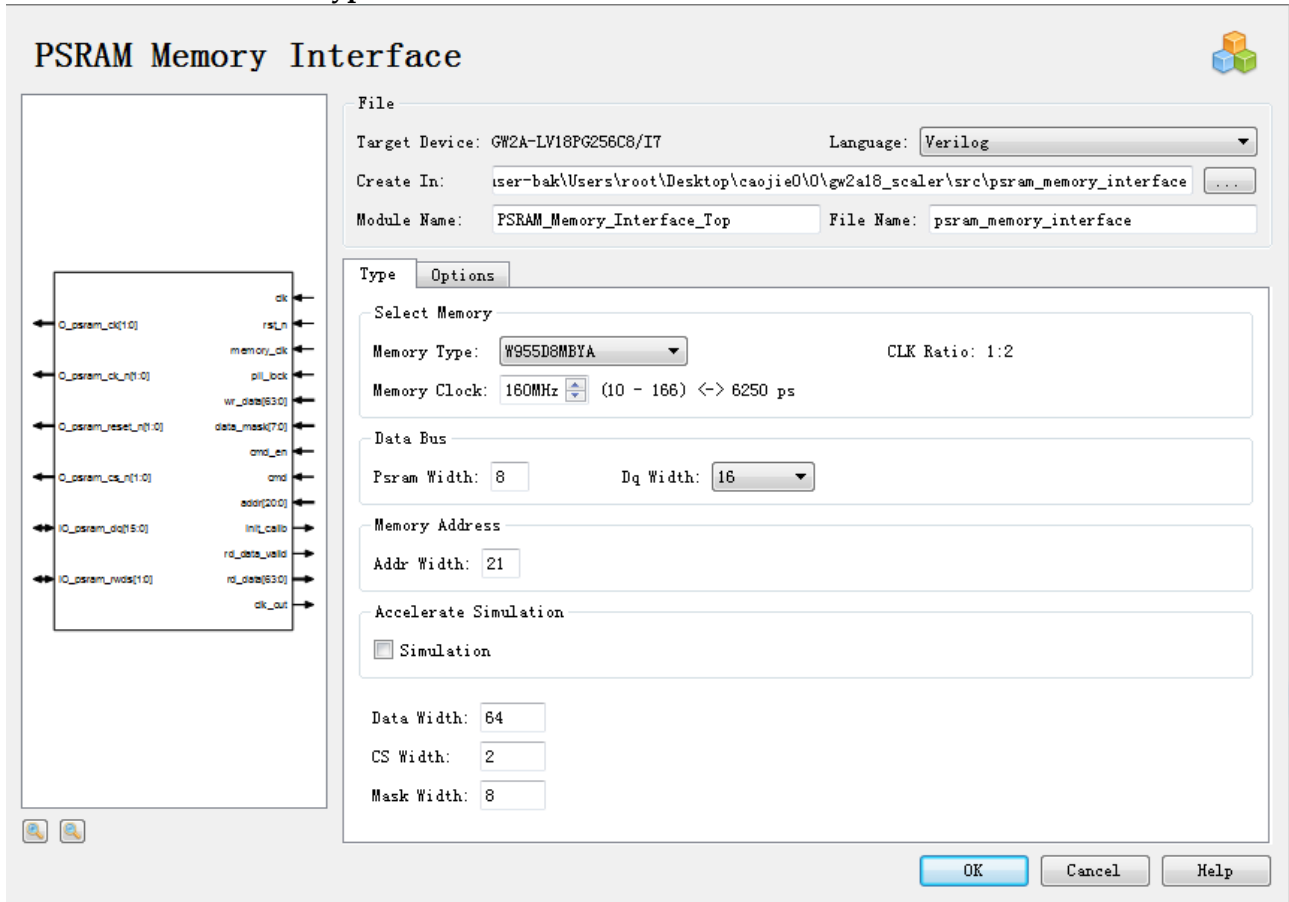 PSRAM Memory Interface
File
Target Device: GW2A-LV18PG256C8/I7 Language: Verilog
Create In: ser-bak\Users\root\Desktop\caojie0\0\gw2a18_scaler\src\psram_memory_interface ...
Module Name: PSRAM_Memory_Interface_Top File Name: psram_memory_interface
Type Options
Select Memory
Memory Type: W955D8MBYA CLK Ratio: 1:2
Memory Clock: 160MHz (10 - 166) <-> 6250 ps
Data Bus
Psram Width: 8 Dq Width: 16
Memory Address
Addr Width: 21
Accelerate Simulation
Simulation
Data Width: 64
CS Width: 2
Mask Width: 8
clk
O_psram_ck[1:0] rst_n
memory_clk
O_psram_ck_n[1:0] pll_lock
wr_data[63:0]
O_psram_reset_n[1:0] data_mask[7:0]
cmd_en
O_psram_cs_n[1:0] cmd
addr[20:0]
IO_psram_dq[15:0] init_calib
rd_data_valid
IO_psram_rwds[1:0] rd_data[63:0]
clk_out
OK Cancel Help